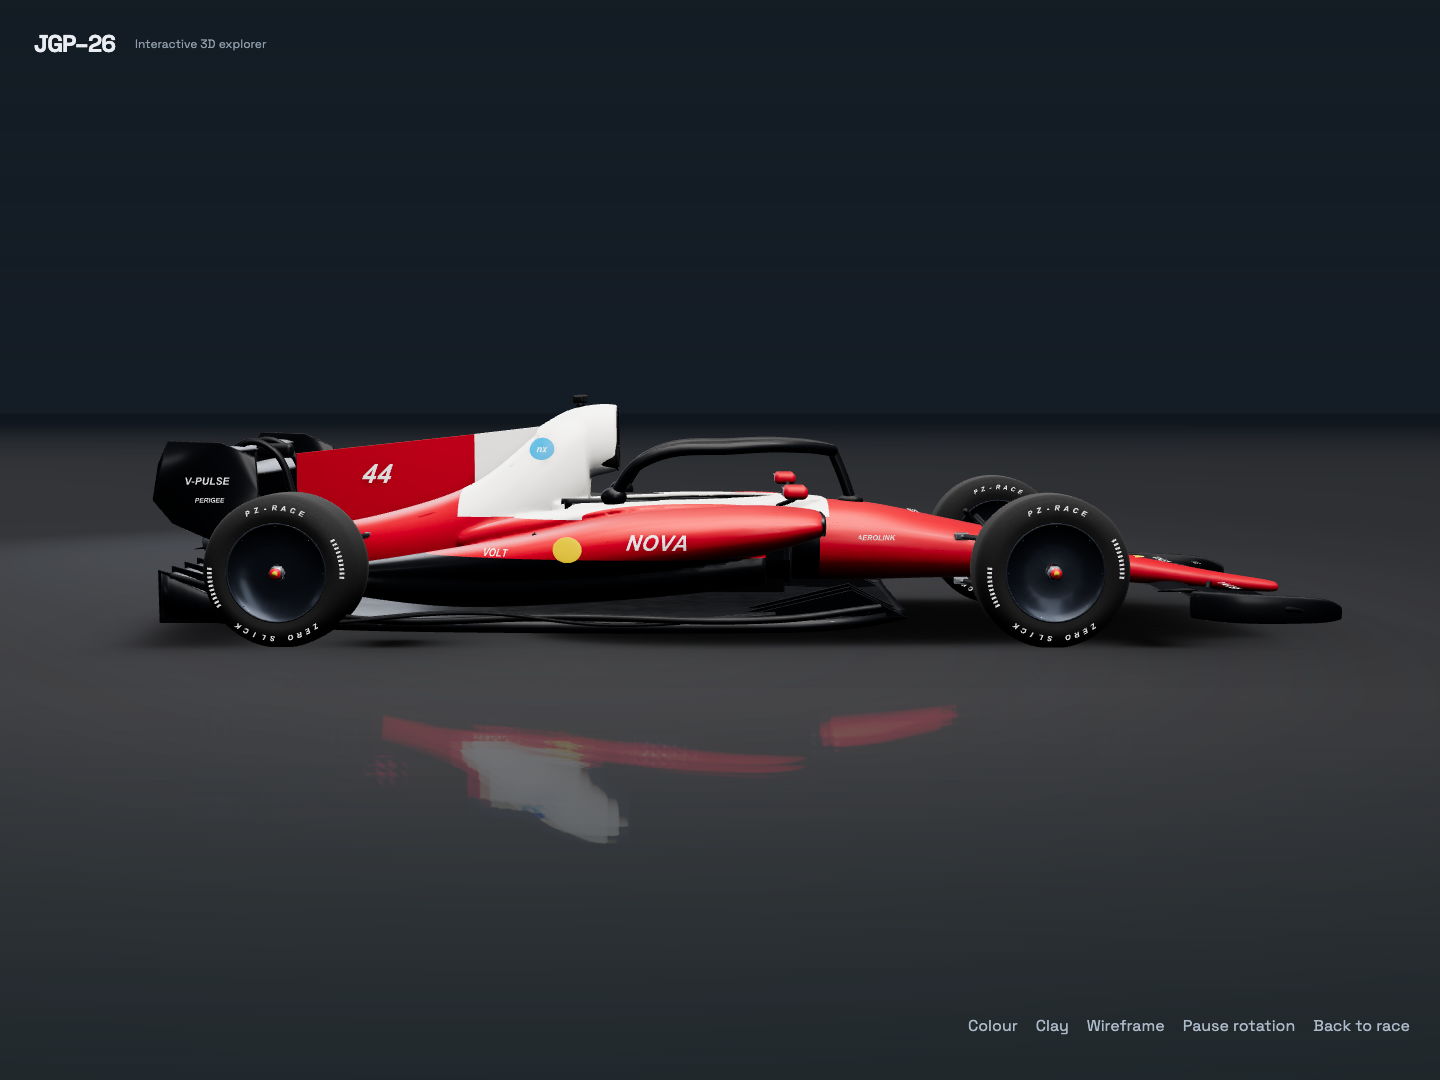 JGP-26
Interactive 3D explorer
nx
44
V-PULSE
PERIGEE
PZ-RACE
PZ-RACE
PZ-RACE
NOVA
VOLT
AEROLINK
ZERO SLICK
ZERO SLICK
Colour
Clay
Wireframe
Pause rotation
Back to race